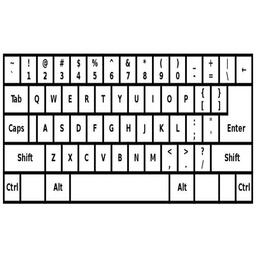 ~ ! @ # $ % ^ & * ( ) _ + | ←
` 1 2 3 4 5 6 7 8 9 0 - = \
Tab Q W E R T Y U I O P { }
[ ]
Caps A S D F G H J K L : " Enter
; '
Shift Z X C V B N M < > ? Shift
, . /
Ctrl Alt Alt Ctrl